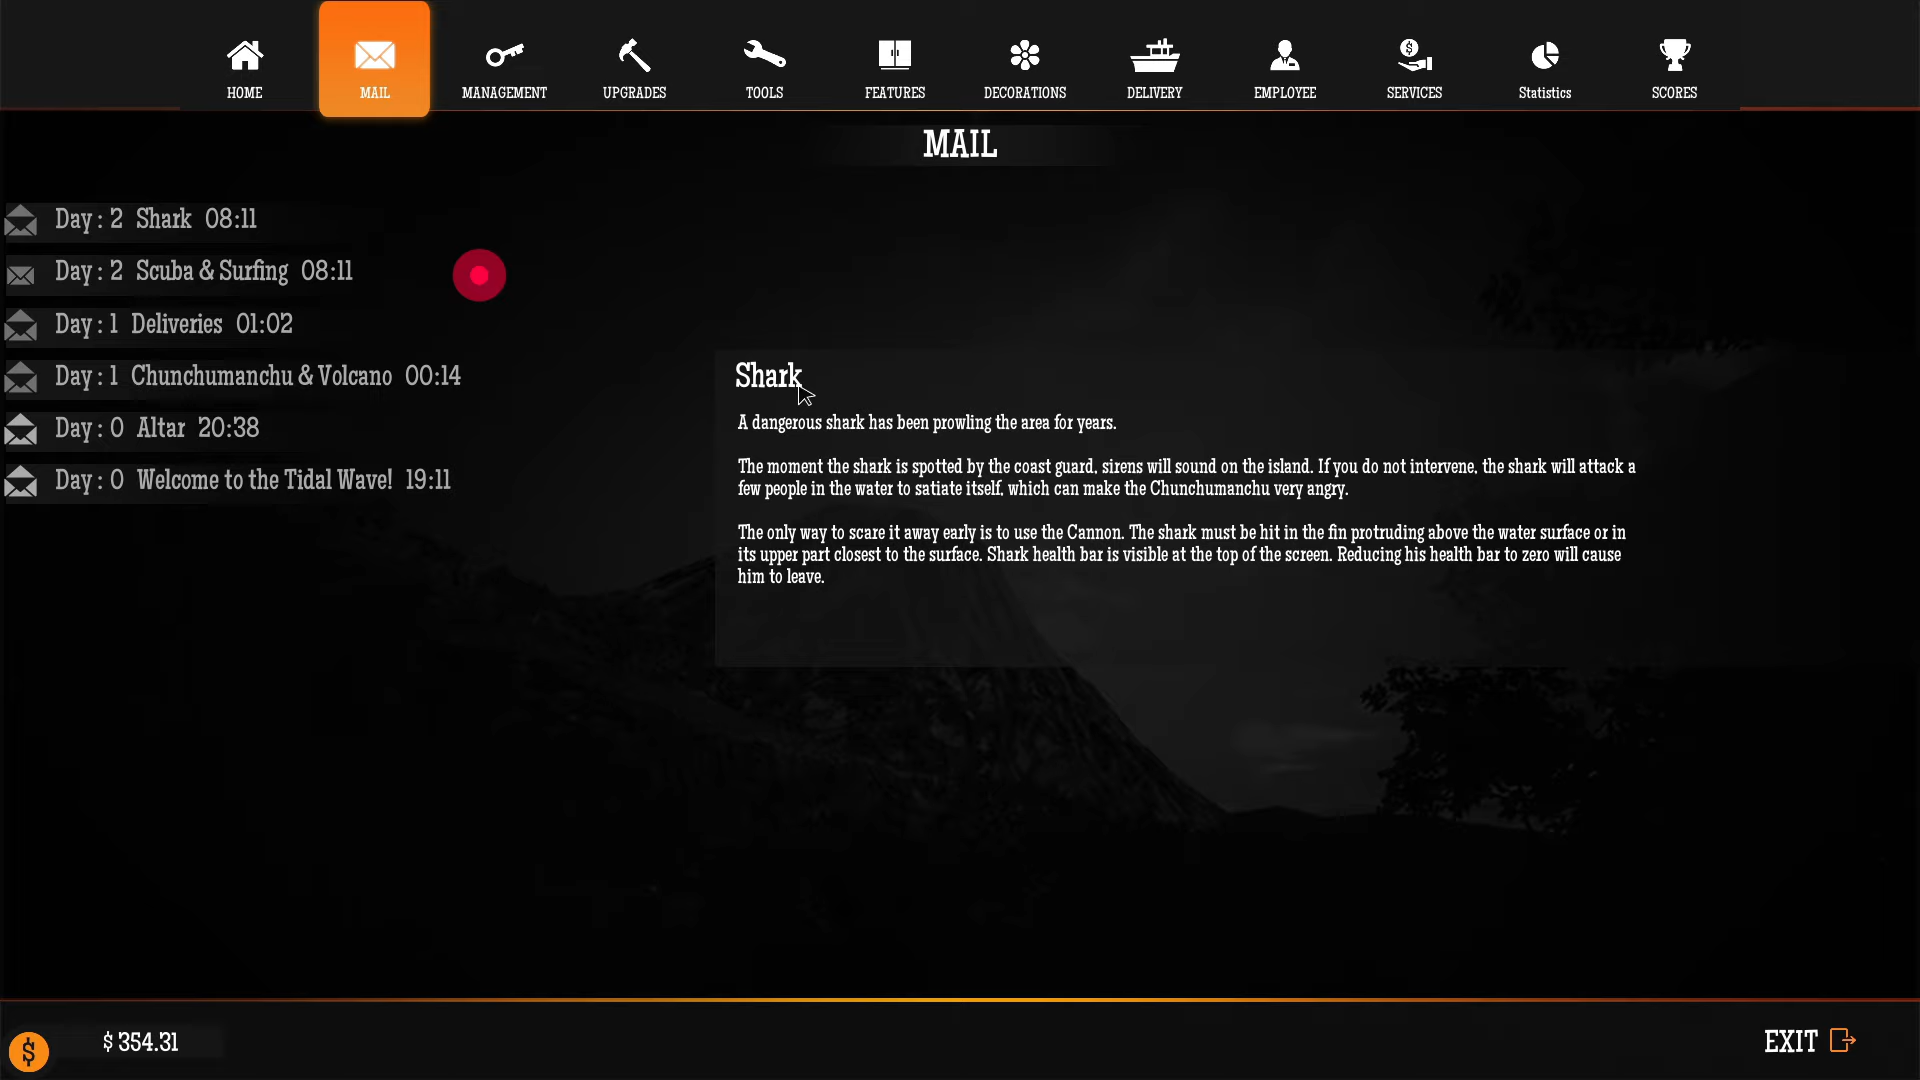 HOME
MAIL
MANAGEMENT
UPGRADES
TOOLS
FEATURES
DECORATIONS
DELIVERY
EMPLOYEE
SERVICES
Statistics
SCORES
MAIL
Day : 2 Shark 08:11
Day : 2 Scuba & Surfing 08:11
Day : 1 Deliveries 01:02
Day : 1 Chunchumanchu & Volcano 00:14
Day : 0 Altar 20:38
Day : 0 Welcome to the Tidal Wave! 19:11
Shark
A dangerous shark has been prowling the area for years.
The moment the shark is spotted by the coast guard, sirens will sound on the island. If you do not intervene, the shark will attack a
few people in the water to satiate itself, which can make the Chunchumanchu very angry.
The only way to scare it away early is to use the Cannon. The shark must be hit in the fin protruding above the water surface or in
its upper part closest to the surface. Shark health bar is visible at the top of the screen. Reducing his health bar to zero will cause
him to leave.
$ 354.31
EXIT